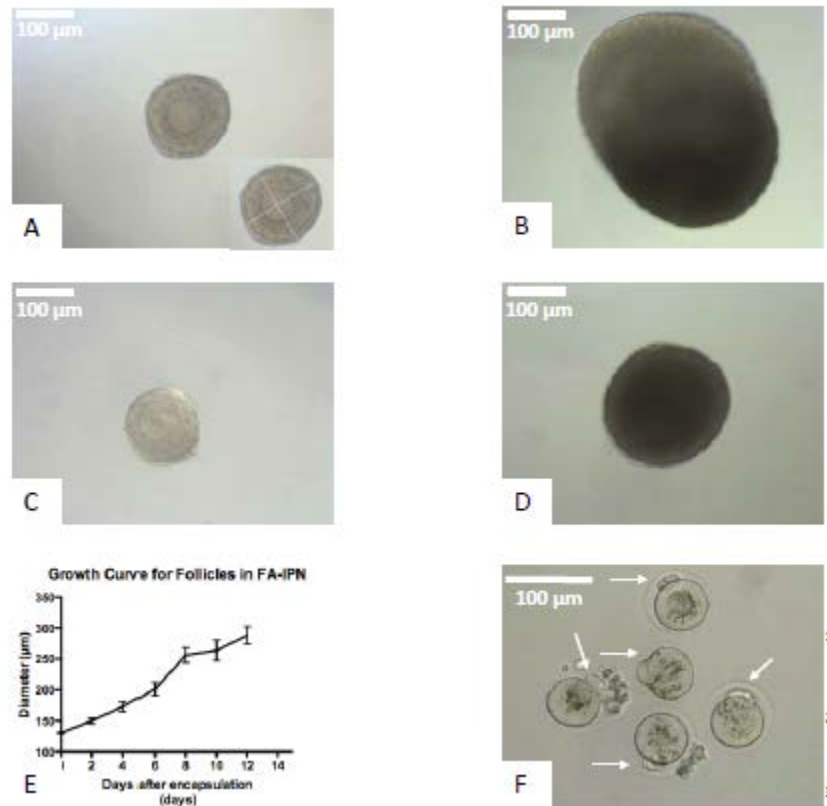 100 µm
A
100 µm
B
100 µm
C
100 µm
D
Growth Curve for Follicles in FA-IPN
Diameter (µm)
350
300
250
200
150
100
1 2 4 6 8 10 12 14
Days after encapsulation
(days)
E
100 µm
F